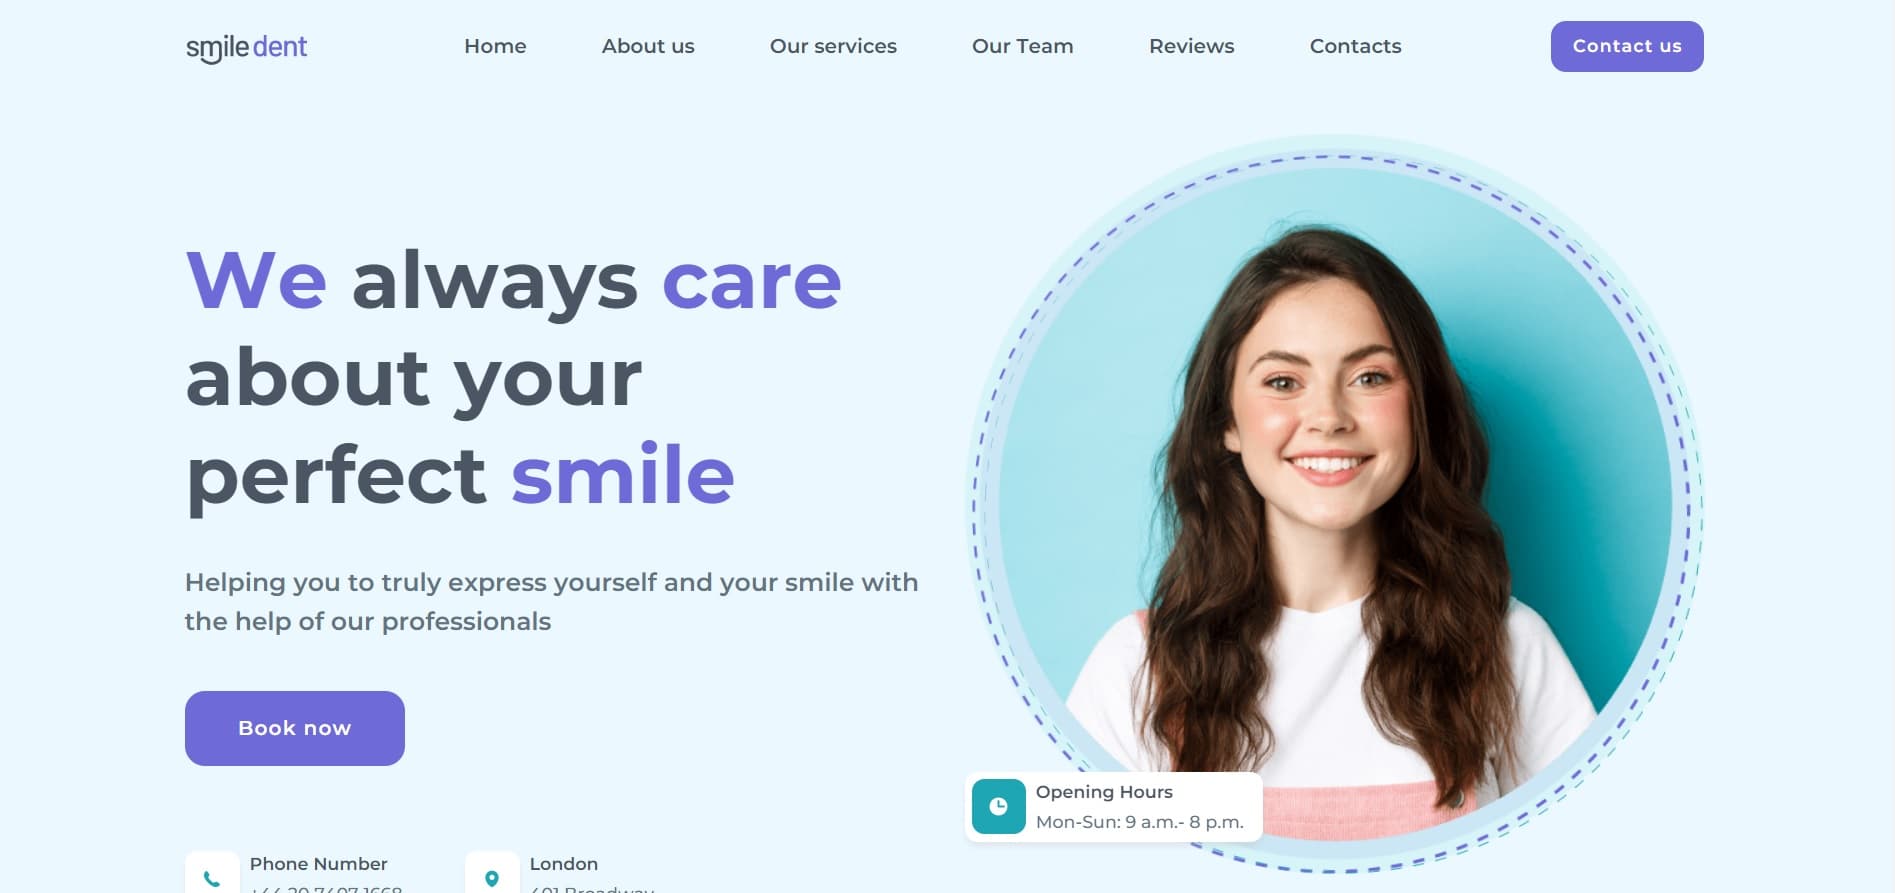 smile dent
Home
About us
Our services
Our Team
Reviews
Contacts
Contact us
We always care
about your
perfect smile
Helping you to truly express yourself and your smile with
the help of our professionals
Book now
Opening Hours
Mon-Sun: 9 a.m.- 8 p.m.
Phone Number
London